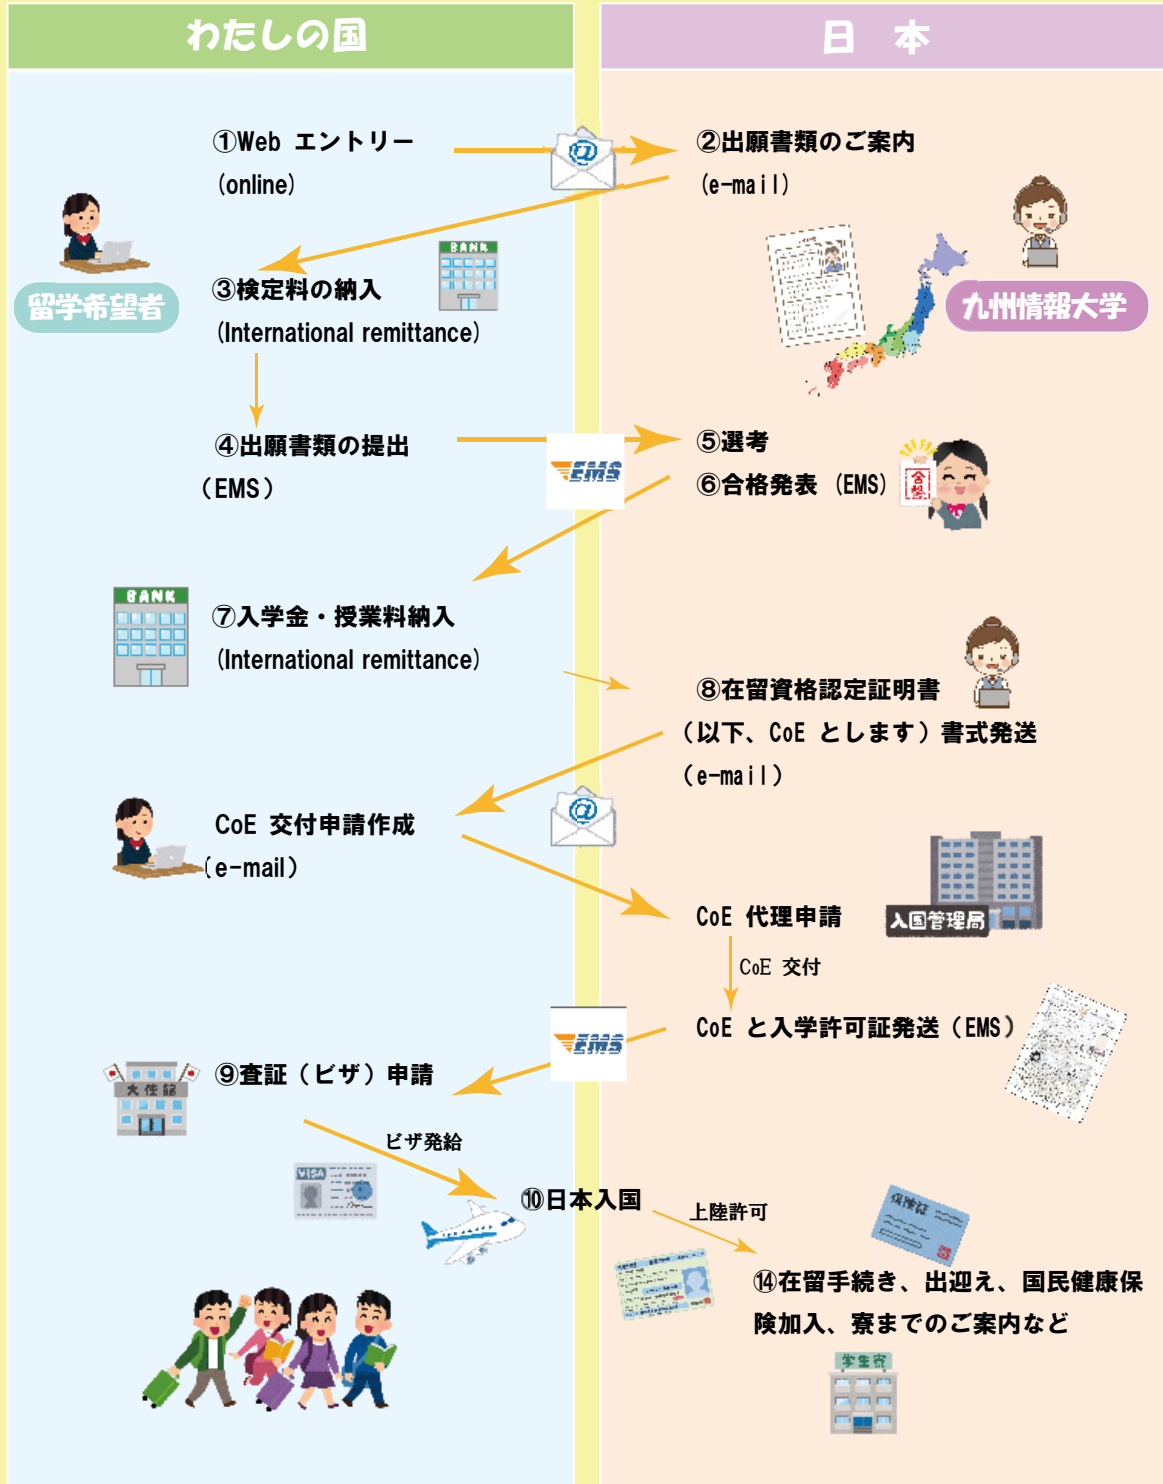 わたしの国
日 本
①Web エントリー
(online)
②出願書類のご案内
(e-mail)
留学希望者
BANK
③検定料の納入
(International remittance)
九州情報大学
④出願書類の提出
(EMS)
EMS
⑤選考
⑥合格発表 (EMS)
合格
BANK
⑦入学金・授業料納入
(International remittance)
⑧在留資格認定証明書
(以下、CoE とします)書式発送
(e-mail)
CoE 交付申請作成
(e-mail)
CoE 代理申請
入国管理局
CoE 交付
CoE と入学許可証発送(EMS)
EMS
⑨査証(ビザ)申請
大使館
ビザ発給
VISA
⑩日本入国
上陸許可
保険証
⑭在留手続き、出迎え、国民健康保
険加入、寮までのご案内など
学生寮